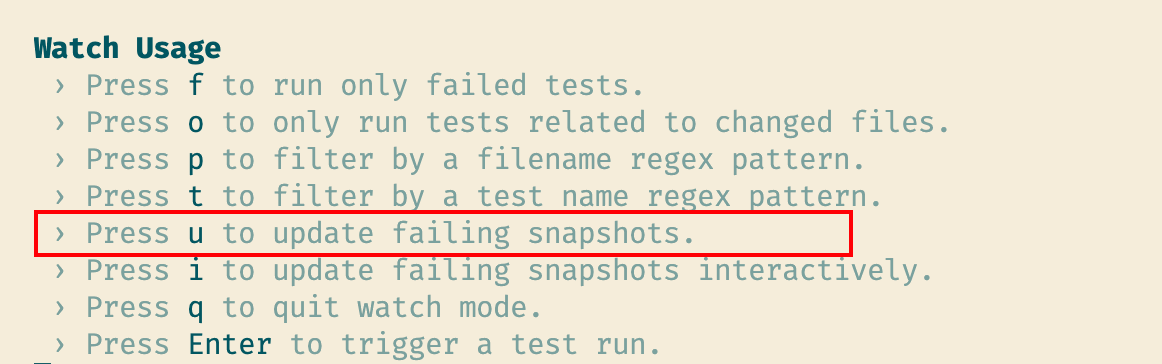 Watch Usage
› Press f to run only failed tests.
› Press o to only run tests related to changed files.
› Press p to filter by a filename regex pattern.
› Press t to filter by a test name regex pattern.
› Press u to update failing snapshots.
› Press i to update failing snapshots interactively.
› Press q to quit watch mode.
› Press Enter to trigger a test run.